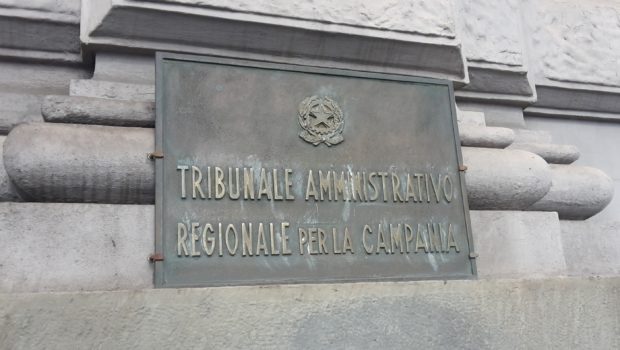 TRIBUNALE AMMINISTRATIVO
REGIONALE PER LA CAMPANIA